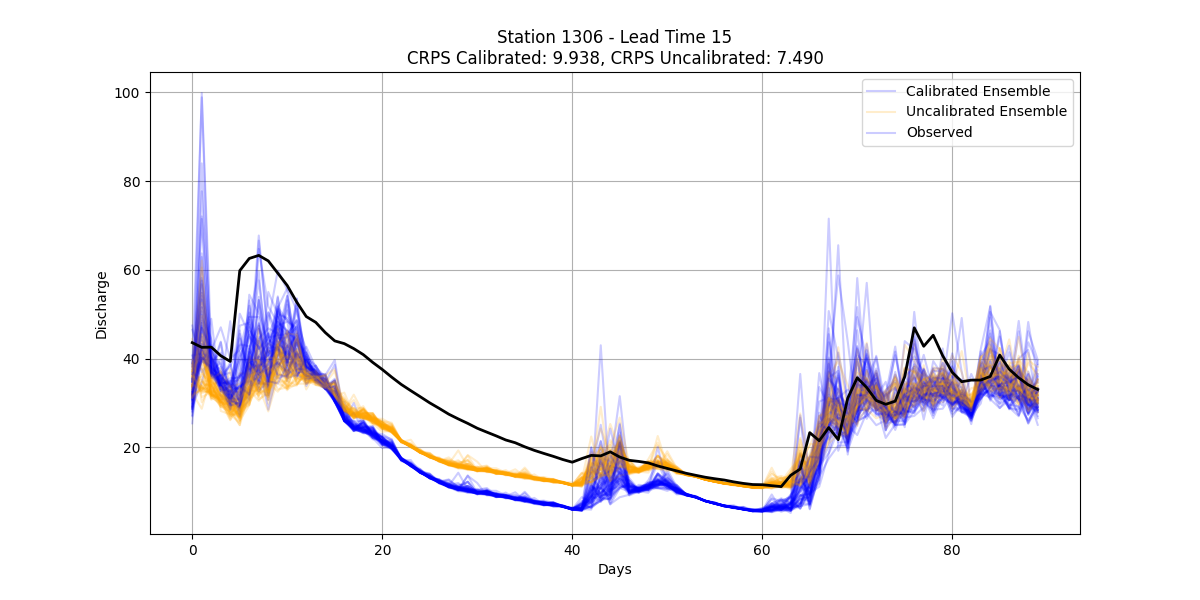 Station 1306 - Lead Time 15
CRPS Calibrated: 9.938, CRPS Uncalibrated: 7.490
Calibrated Ensemble
Uncalibrated Ensemble
Observed
100
80
60
40
20
Discharge
0 20 40 60 80
Days